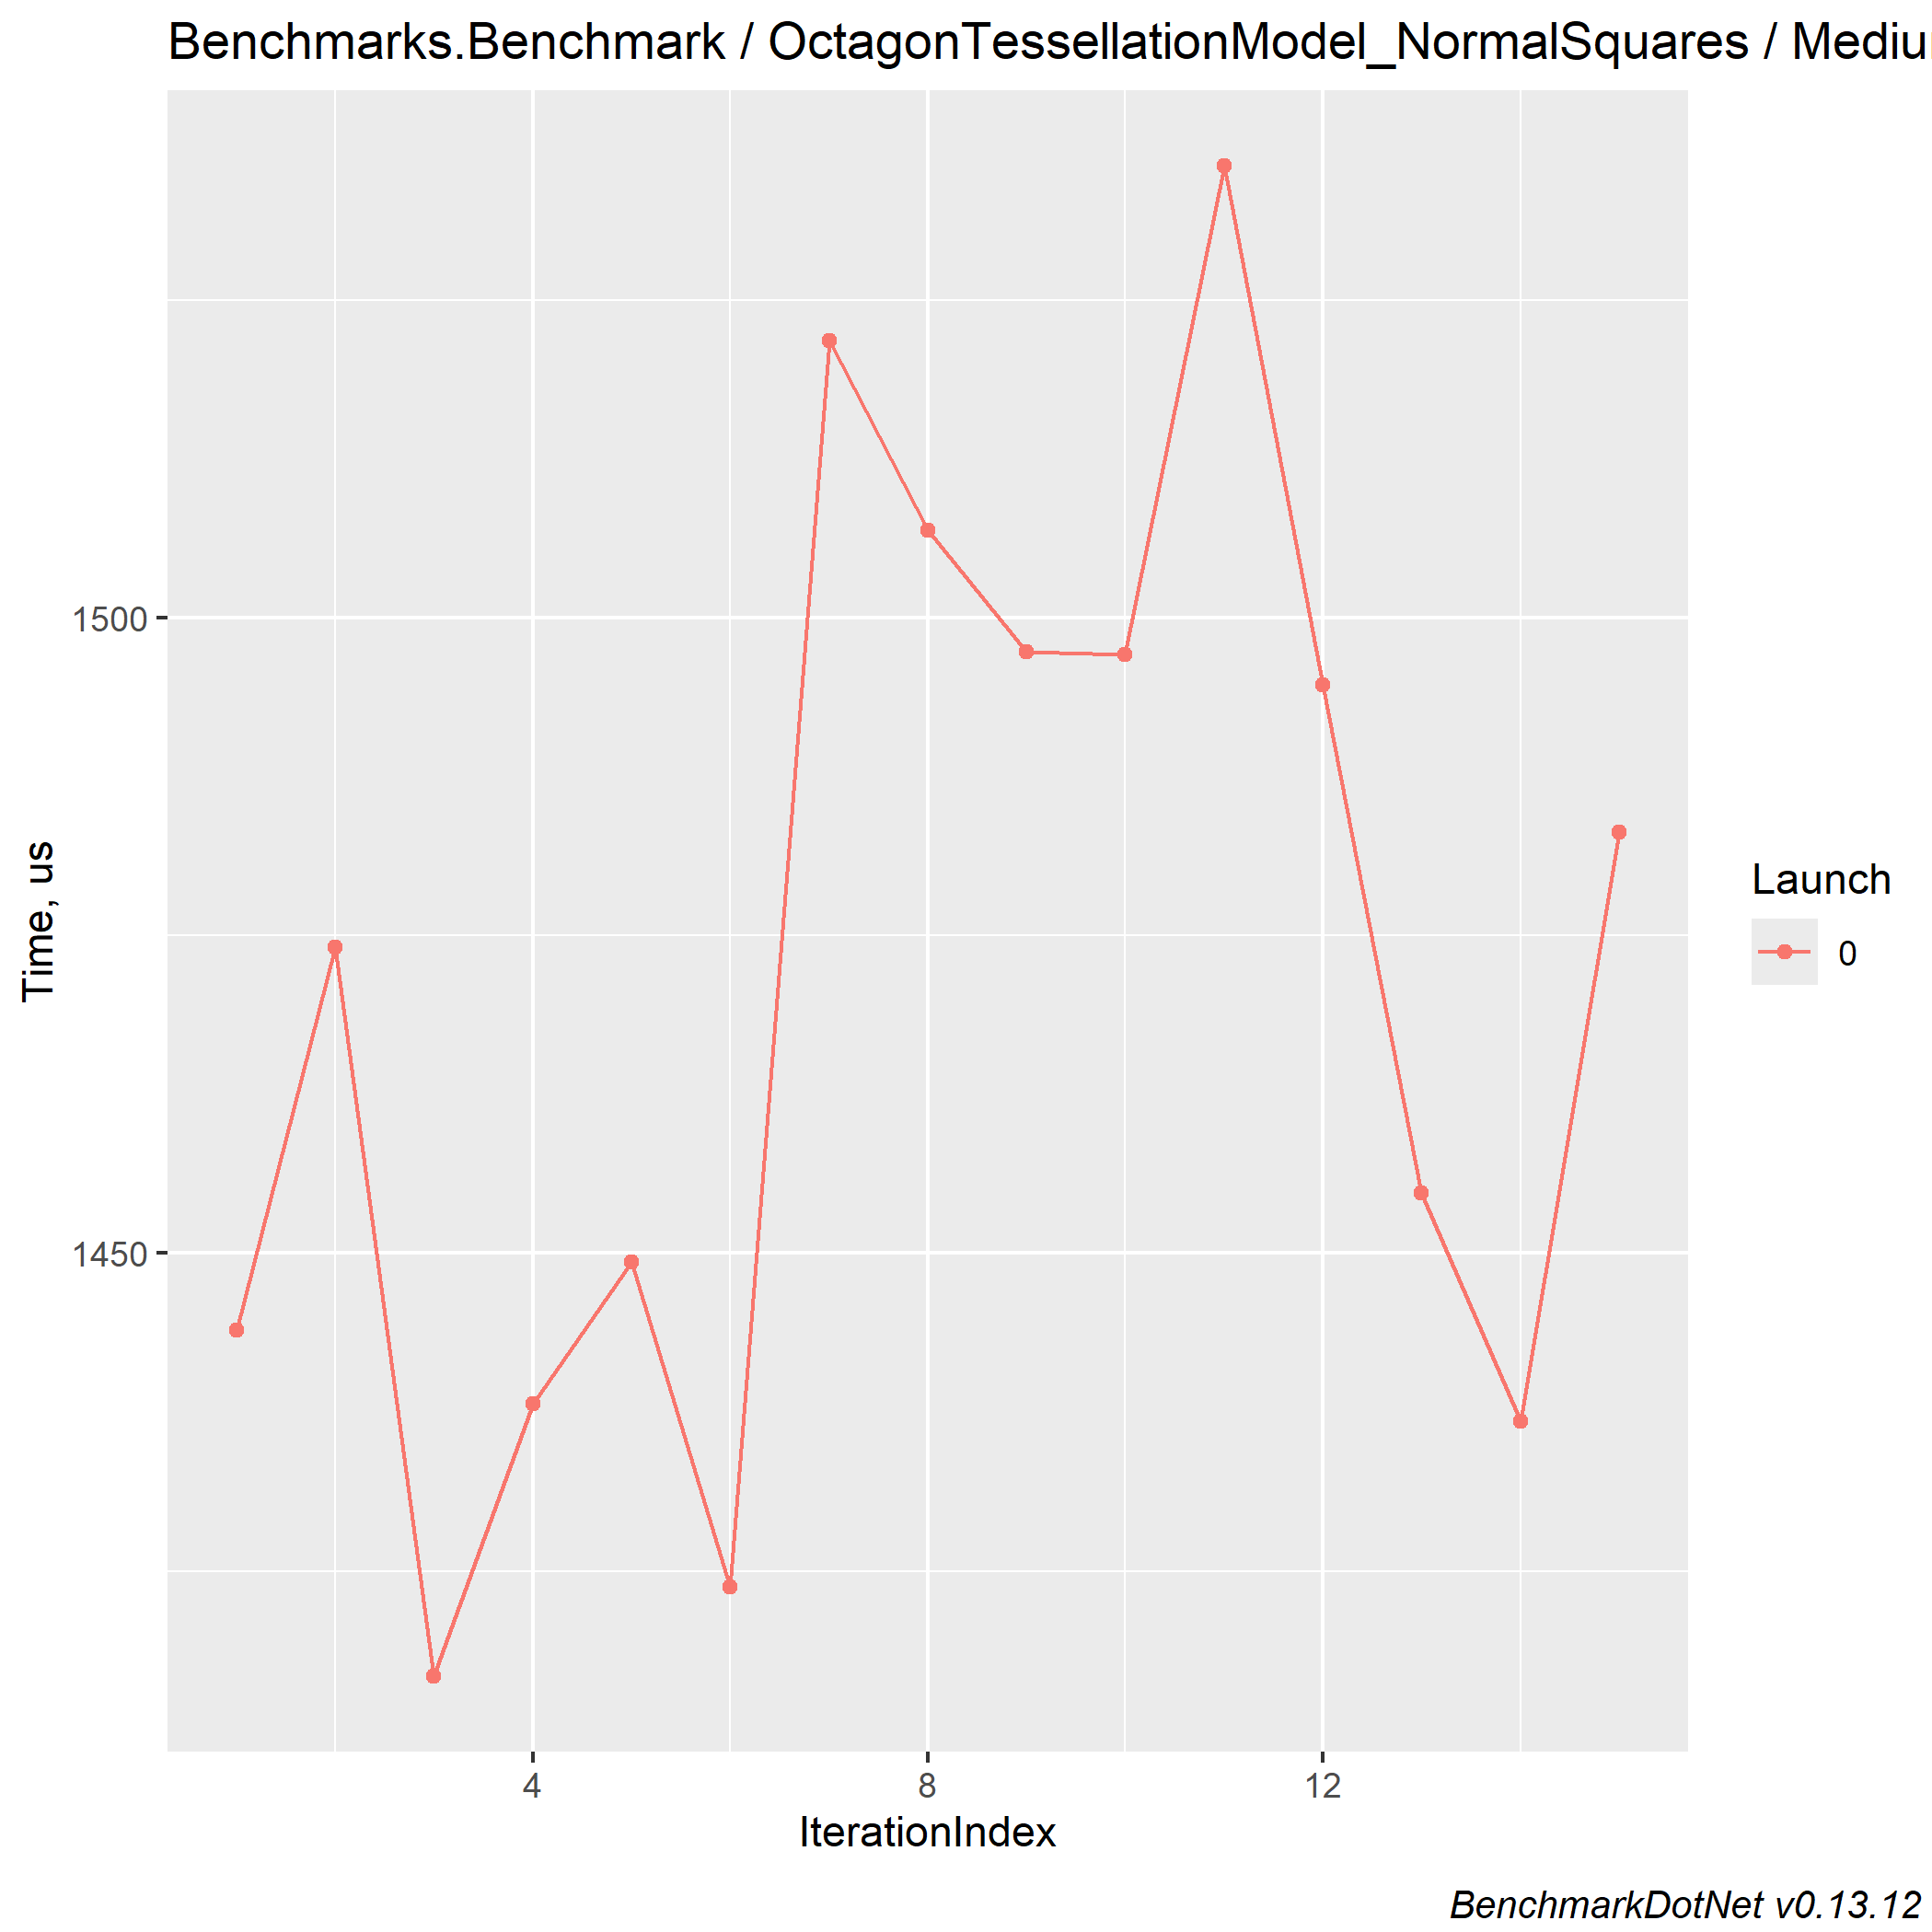 Benchmarks.Benchmark / OctagonTessellationModel_NormalSquares / Mediu
1500
1450
Time, us
4
8
12
IterationIndex
Launch
0
BenchmarkDotNet v0.13.12